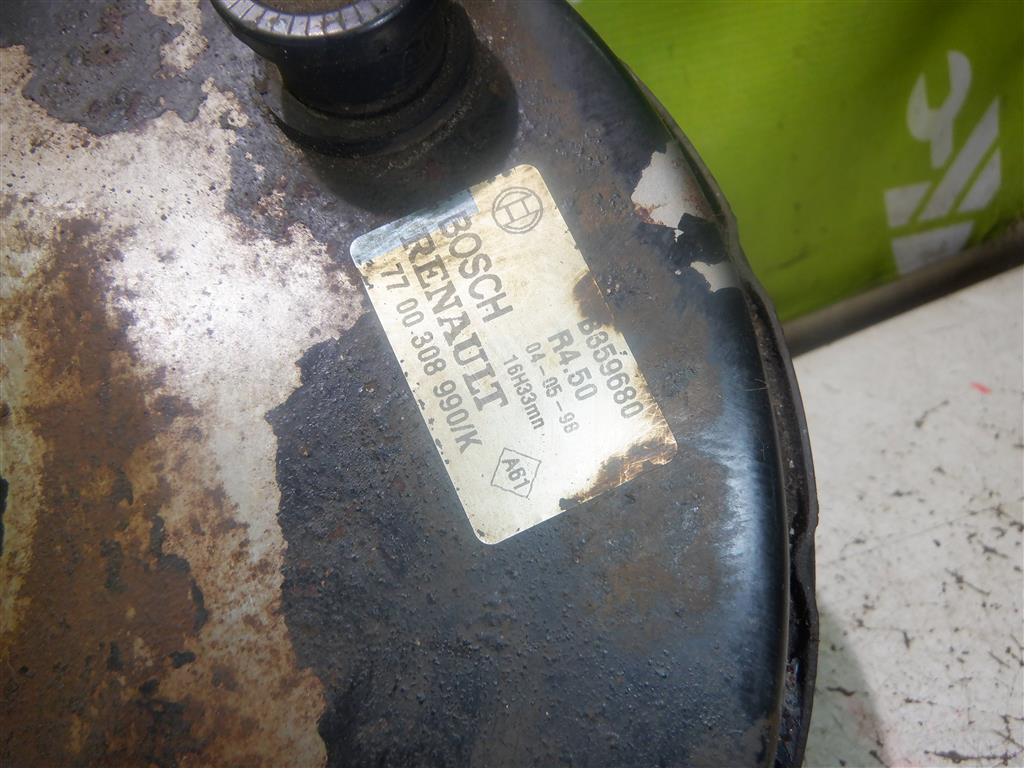 BOSCH
RENAULT
77 00.308 990/K
B359680
R4.50
04-05-98
16H33mn
A61